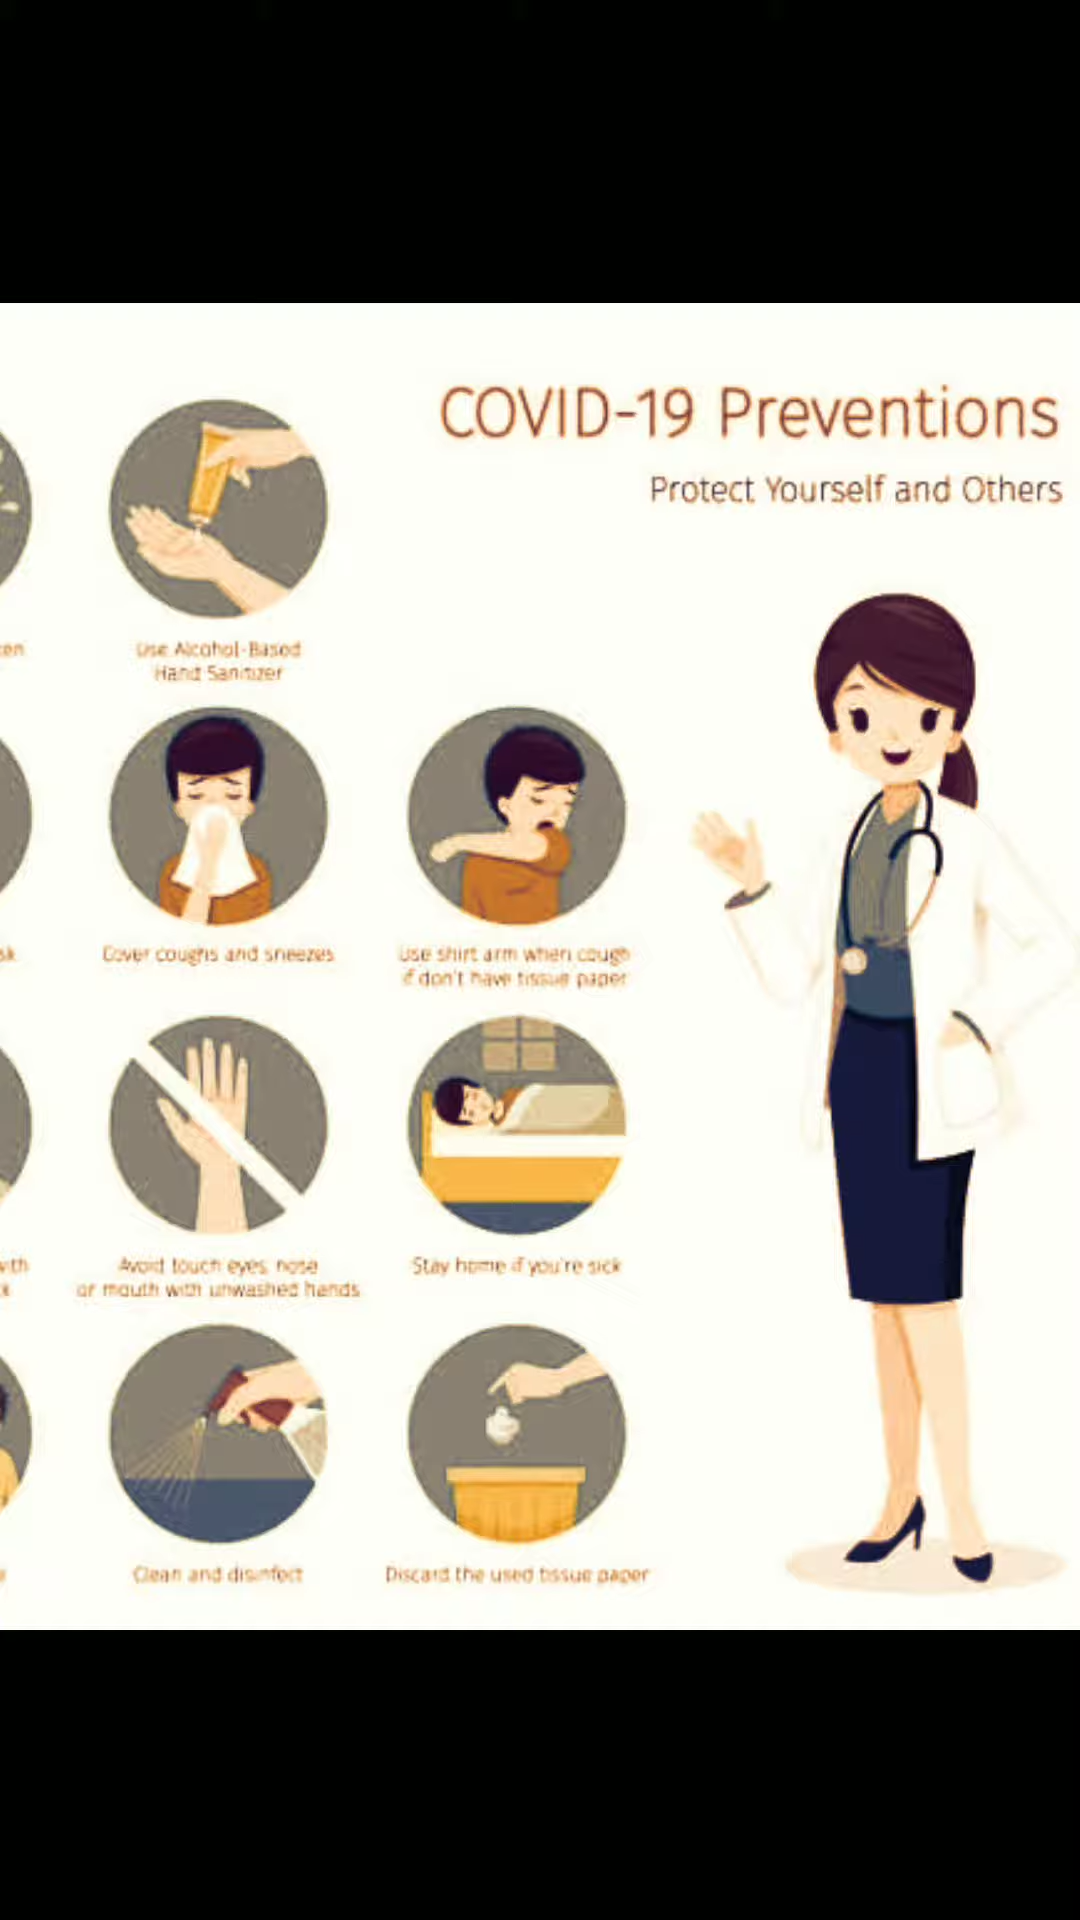 COVID-19 Preventions
Protect Yourself and Others
Use Alcohol-Based
Hand Sanitizer
Cover coughs and sneezes
Use shirt arm when cough
if don't have tissue paper
with
Avoid touch eyes, nose
or mouth with unwashed hands
Stay home if you're sick
Clean and disinfect
Discard the used tissue paper